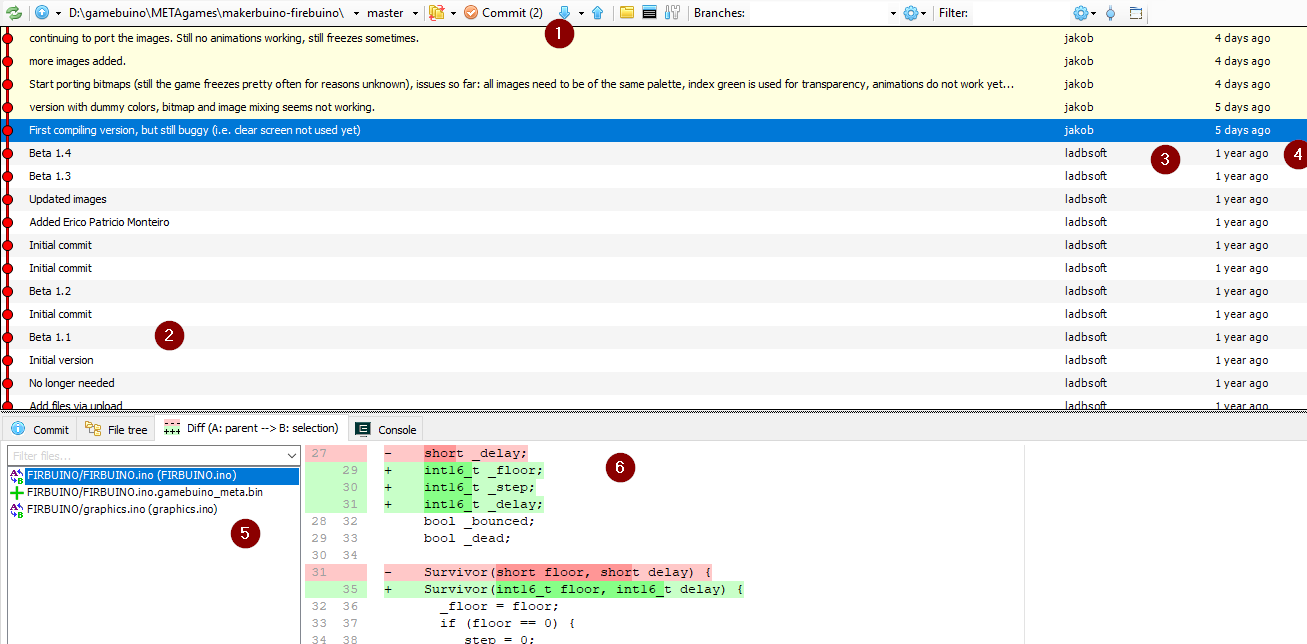 D:\gamebuino\METAgames\makerbuino-firebuino\ master Commit (2) Branches: Filter:
1
continuing to port the images. Still no animations working, still freezes sometimes. jakob 4 days ago
more images added. jakob 4 days ago
Start porting bitmaps (still the game freezes pretty often for reasons unknown), issues so far: all images need to be of the same palette, index green is used for transparency, animations do not work yet... jakob 4 days ago
version with dummy colors, bitmap and image mixing seems not working. jakob 5 days ago
First compiling version, but still buggy (i.e. clear screen not used yet) jakob 5 days ago
Beta 1.4 ladbsoft 3 1 year ago 4
Beta 1.3 ladbsoft 1 year ago
Updated images ladbsoft 1 year ago
Added Erico Patricio Monteiro ladbsoft 1 year ago
Initial commit ladbsoft 1 year ago
Initial commit ladbsoft 1 year ago
Beta 1.2 ladbsoft 1 year ago
Initial commit ladbsoft 1 year ago
Beta 1.1 2 ladbsoft 1 year ago
Initial version ladbsoft 1 year ago
No longer needed ladbsoft 1 year ago
Add files via upload ladbsoft 1 year ago
Commit File tree Diff (A: parent --> B: selection) Console
Filter files...
FIRBUINO/FIRBUINO.ino (FIRBUINO.ino)
FIRBUINO/FIRBUINO.ino.gamebuino_meta.bin
FIRBUINO/graphics.ino (graphics.ino)
5
27 - short _delay;
29 + int16_t _floor; 6
30 + int16_t _step;
31 + int16_t _delay;
28 32 bool _bounced;
29 33 bool _dead;
30 34
31 - Survivor(short floor, short delay) {
35 + Survivor(int16_t floor, int16_t delay) {
32 36 _floor = floor;
33 37 if (floor == 0) {
34 38 _step = 0;